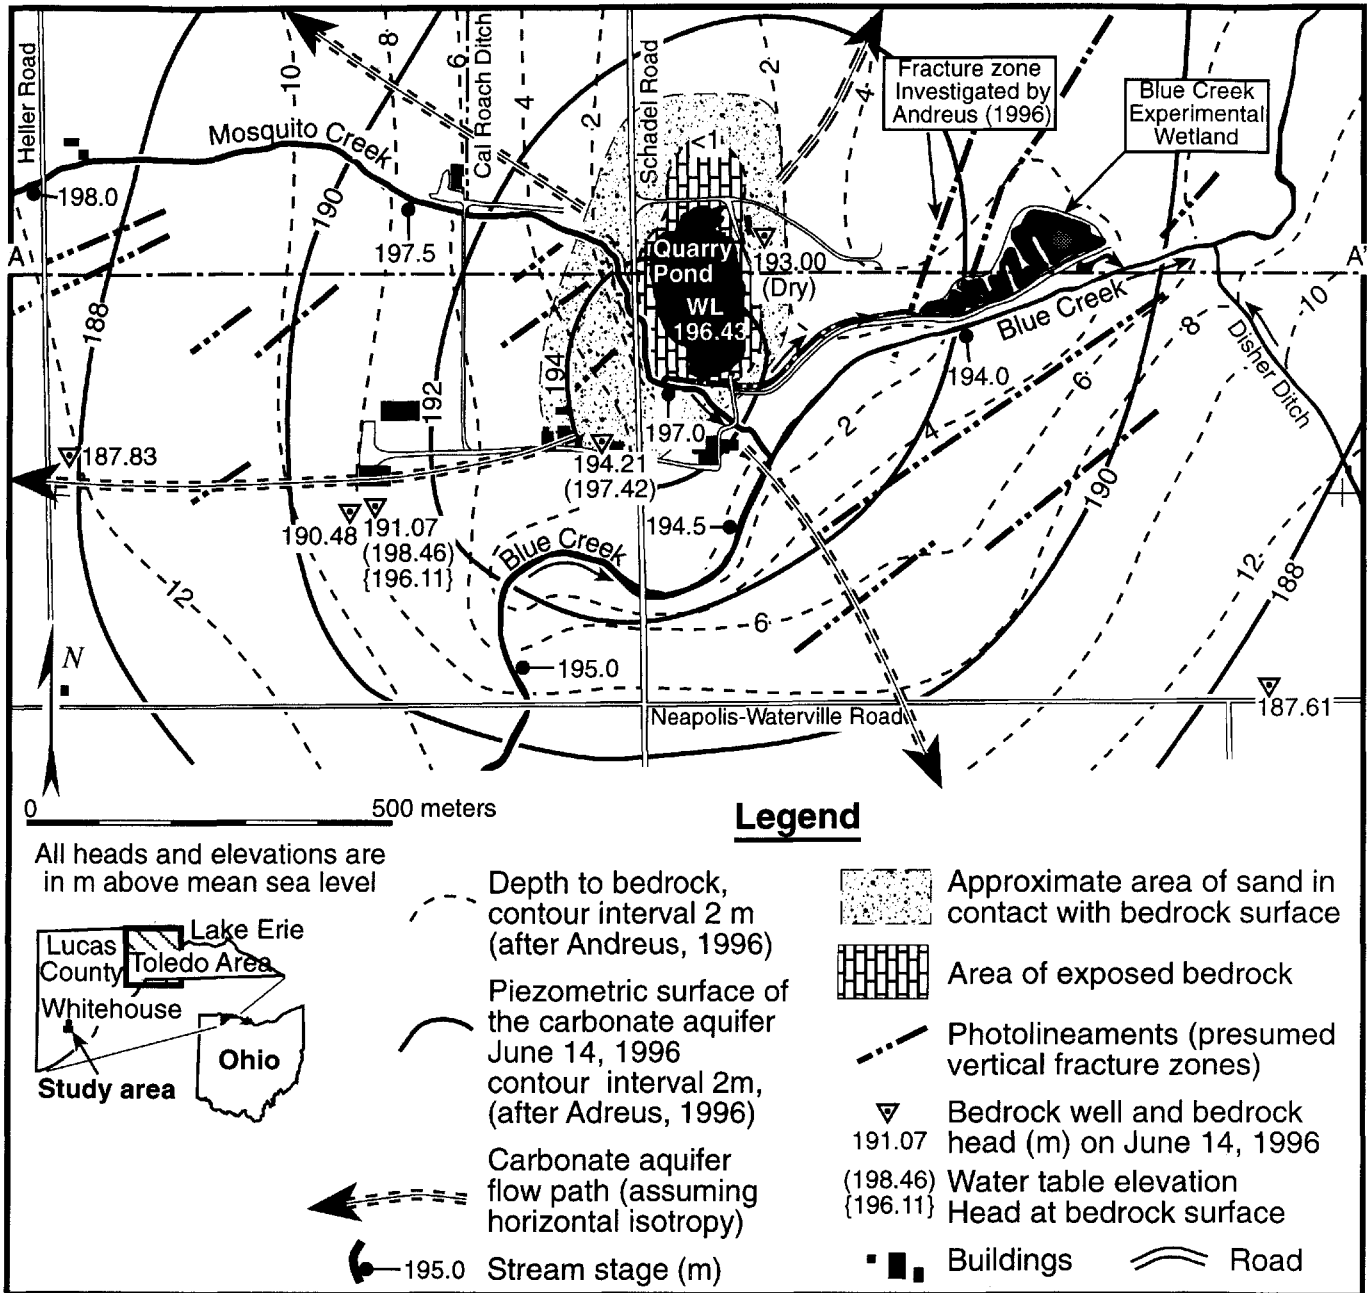 Heller Road
10
8
6
Cal Roach Ditch
4
2
Schadel Road
2
4
<1
Fracture zone
Investigated by
Andreus (1996)
Blue Creek
Experimental
Wetland
Mosquito Creek
198.0
190
197.5
A
A'
Quarry
Pond
WL
196.43
193.00
(Dry)
Blue Creek
10
8
Disher Ditch
188
192
194
194.0
6
2
4
197.0
187.83
194.21
(197.42)
190
190.48
191.07
(198.46)
{196.11}
194.5
Blue Creek
12
12
188
6
N
195.0
Neapolis-Waterville Road
187.61
0
500 meters
All heads and elevations are
in m above mean sea level
Lucas
County
Lake Erie
Toledo Area
Whitehouse
Ohio
Study area
Legend
Depth to bedrock,
contour interval 2 m
(after Andreus, 1996)
Piezometric surface of
the carbonate aquifer
June 14, 1996
contour interval 2m,
(after Adreus, 1996)
Carbonate aquifer
flow path (assuming
horizontal isotropy)
195.0
Stream stage (m)
Approximate area of sand in
contact with bedrock surface
Area of exposed bedrock
Photolineaments (presumed
vertical fracture zones)
191.07
Bedrock well and bedrock
head (m) on June 14, 1996
(198.46) Water table elevation
{196.11} Head at bedrock surface
Buildings
Road